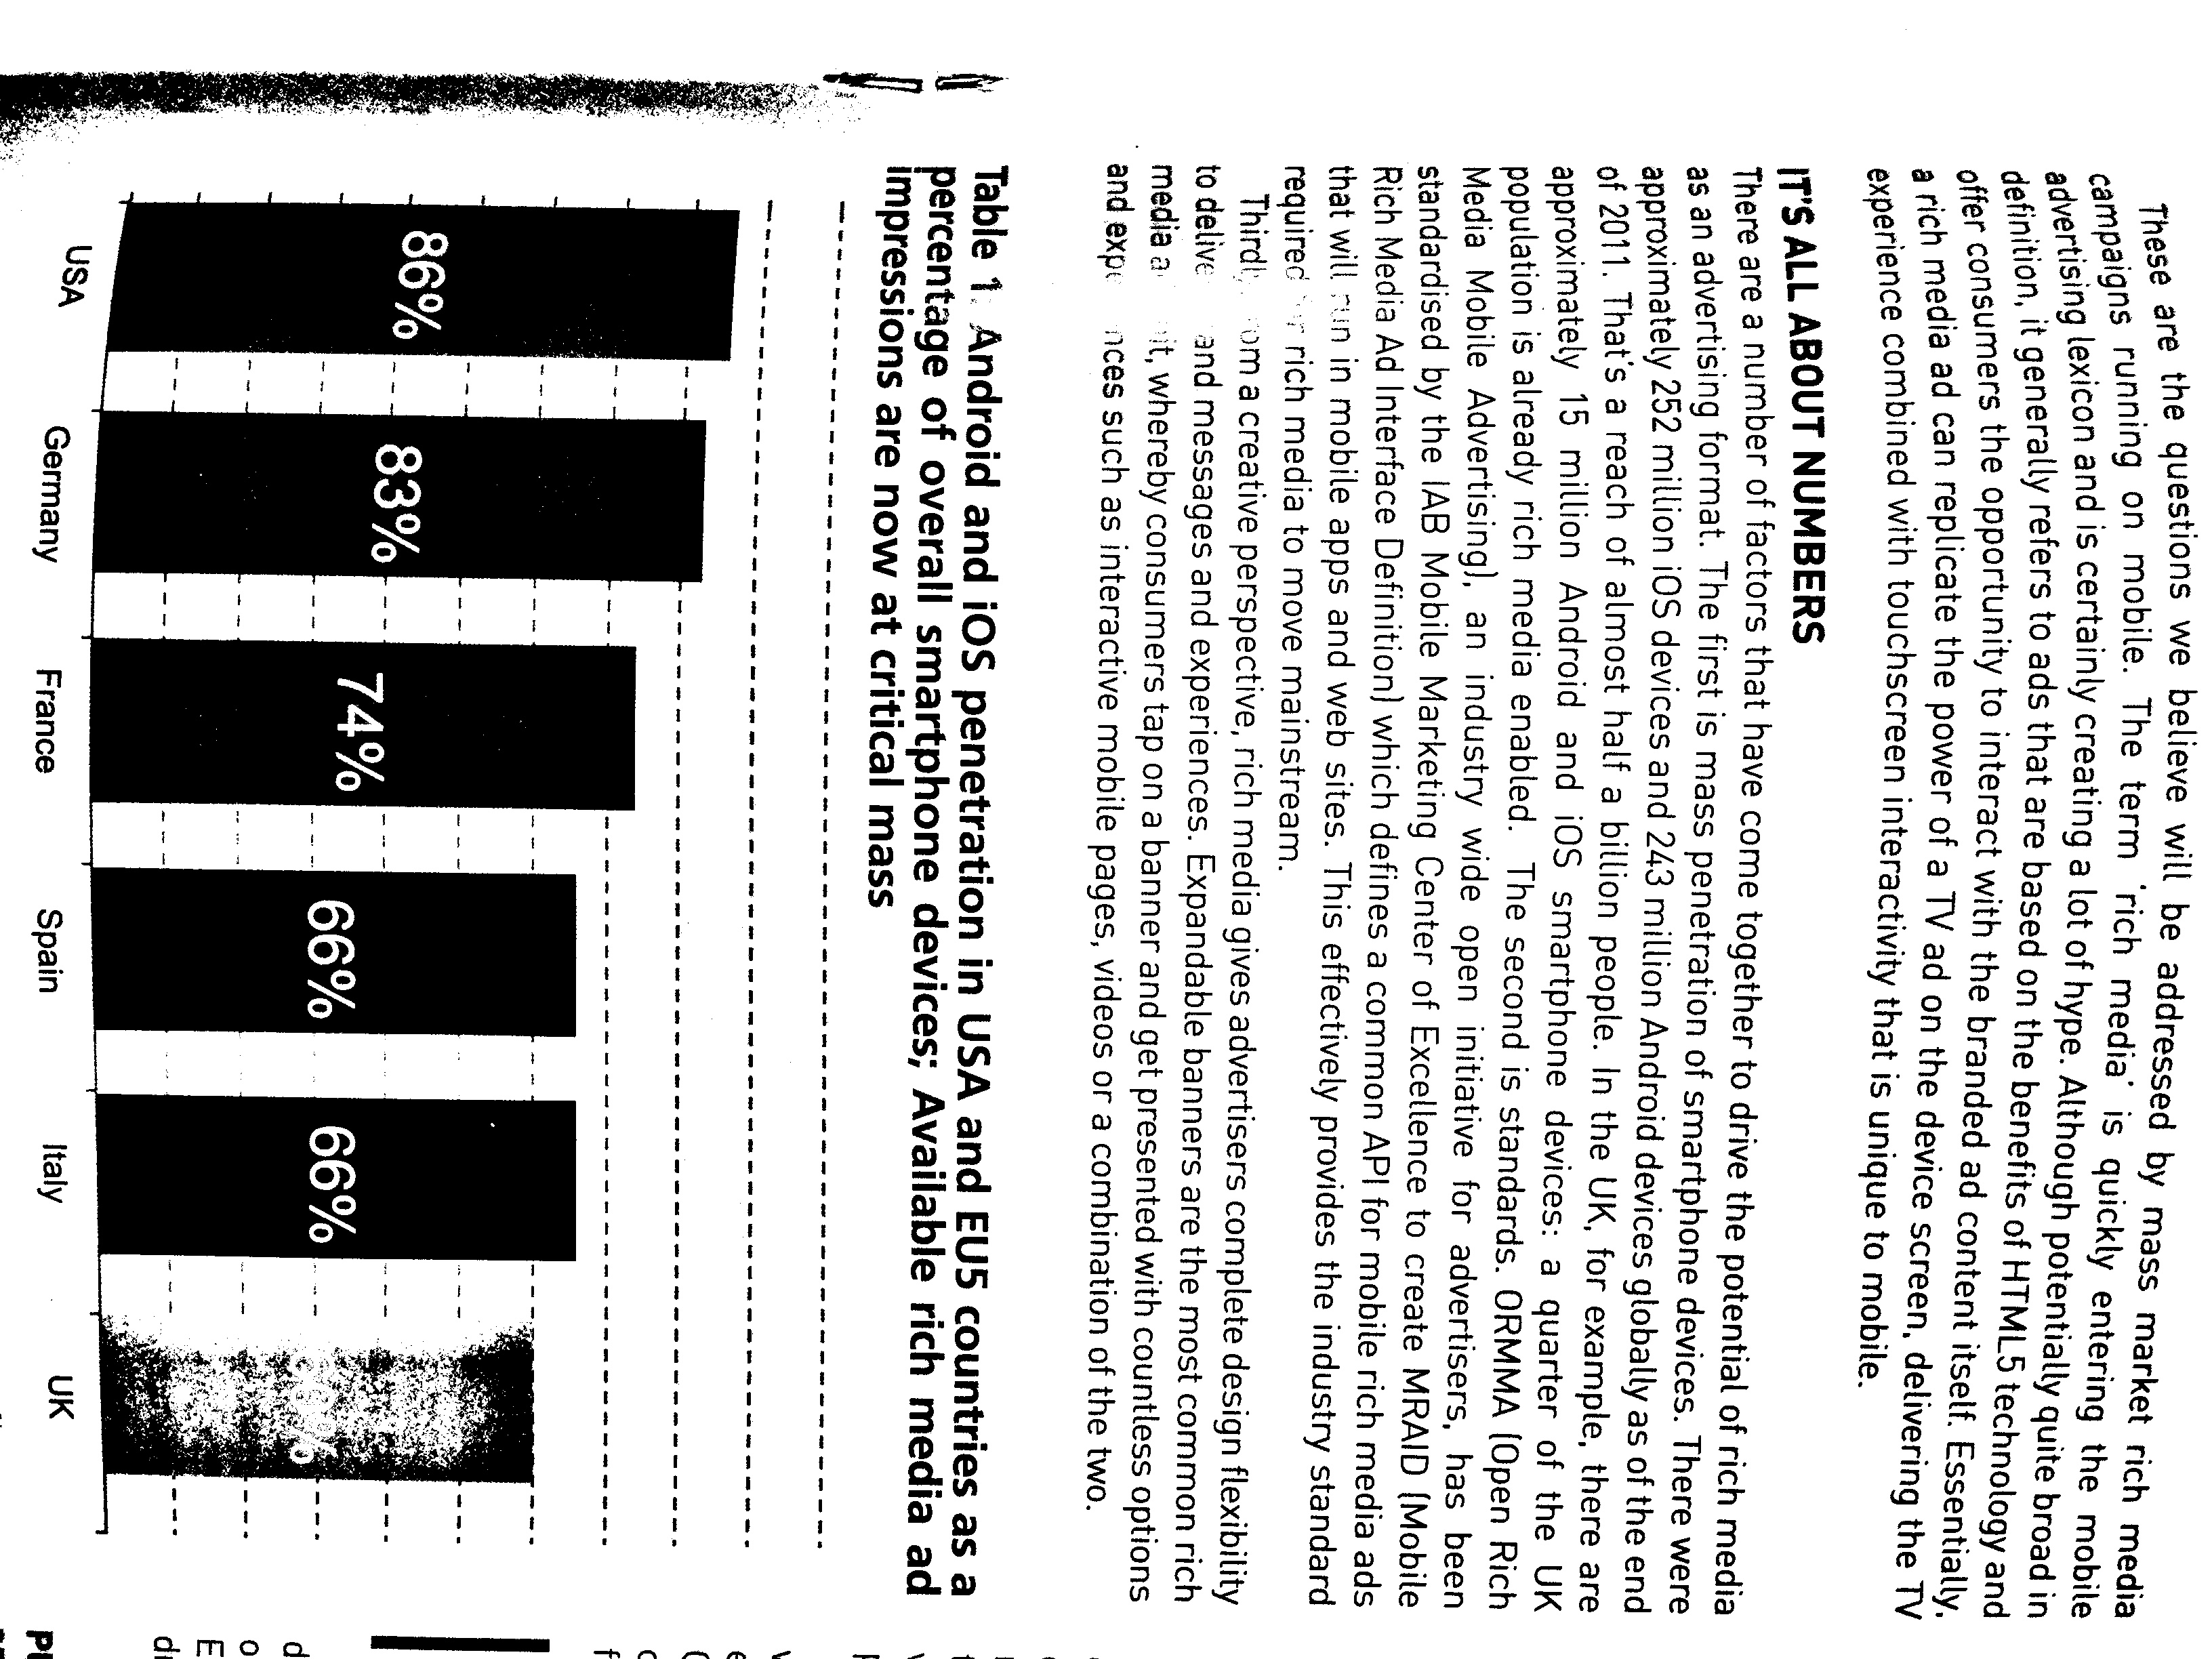 These are the questions we believe will be addressed by mass market rich media
campaigns running on mobile. The term 'rich media' is quickly entering the mobile
advertising lexicon and is certainly creating a lot of hype. Although potentially quite broad in
definition, it generally refers to ads that are based on the benefits of HTML5 technology and
offer consumers the opportunity to interact with the branded ad content itself. Essentially,
a rich media ad can replicate the power of a TV ad on the device screen, delivering the TV
experience combined with touchscreen interactivity that is unique to mobile.
IT'S ALL ABOUT NUMBERS
There are a number of factors that have come together to drive the potential of rich media
as an advertising format. The first is mass penetration of smartphone devices. There were
approximately 252 million iOS devices and 243 million Android devices globally as of the end
of 2011. That's a reach of almost half a billion people. In the UK, for example, there are
approximately 15 million Android and iOS smartphone devices: a quarter of the UK
population is already rich media enabled. The second is standards. ORMMA (Open Rich
Media Mobile Advertising), an industry wide open initiative for advertisers, has been
standardised by the IAB Mobile Marketing Center of Excellence to create MRAID (Mobile
Rich Media Ad Interface Definition) which defines a common API for mobile rich media ads
that will run in mobile apps and web sites. This effectively provides the industry standard
required for rich media to move mainstream.
Thirdly, from a creative perspective, rich media gives advertisers complete design flexibility
to deliver and messages and experiences. Expandable banners are the most common rich
media whereby consumers tap on a banner and get presented with countless options
and experiences such as interactive mobile pages, videos or a combination of the two.
Table 1: Android and iOS penetration in USA and EU5 countries as a
percentage of overall smartphone devices; Available rich media ad
impressions are now at critical mass
86% 83% 74% 66% 66%
USA Germany France Spain Italy UK